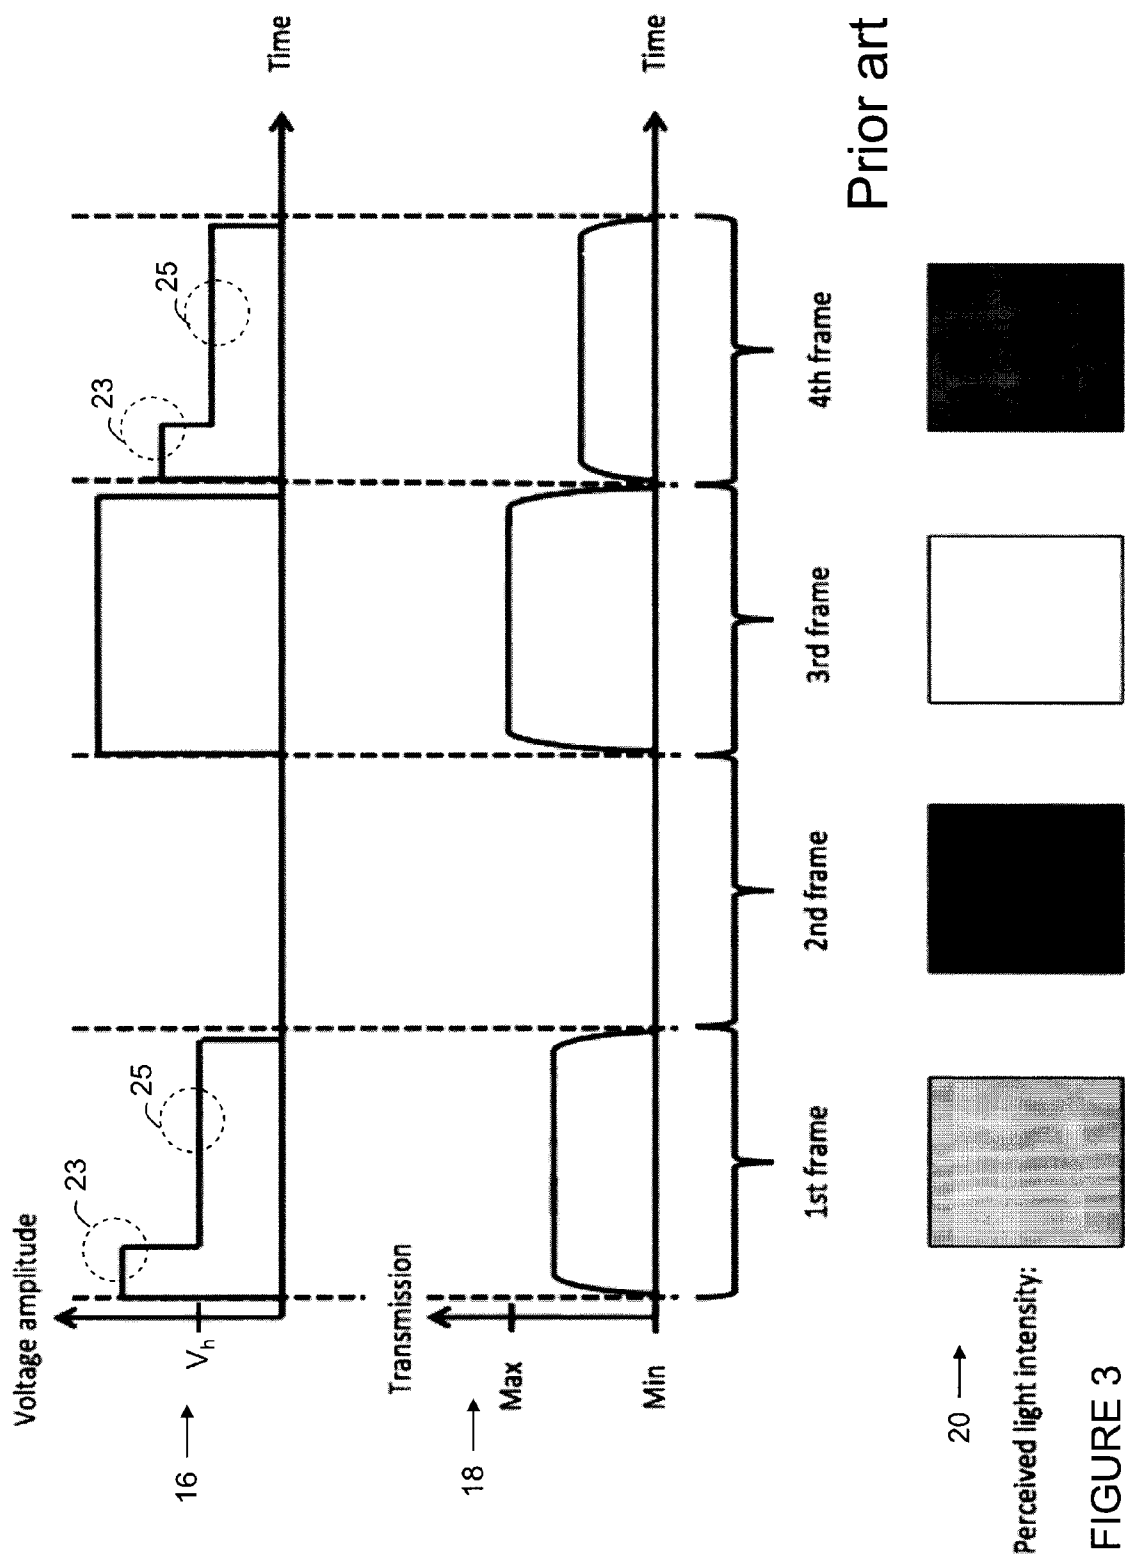 Voltage amplitude
23
25
23
25
16
Vh
Time
Transmission
18
Max
Min
Time
1st frame
2nd frame
3rd frame
4th frame
Prior art
20
Perceived light intensity:
FIGURE 3